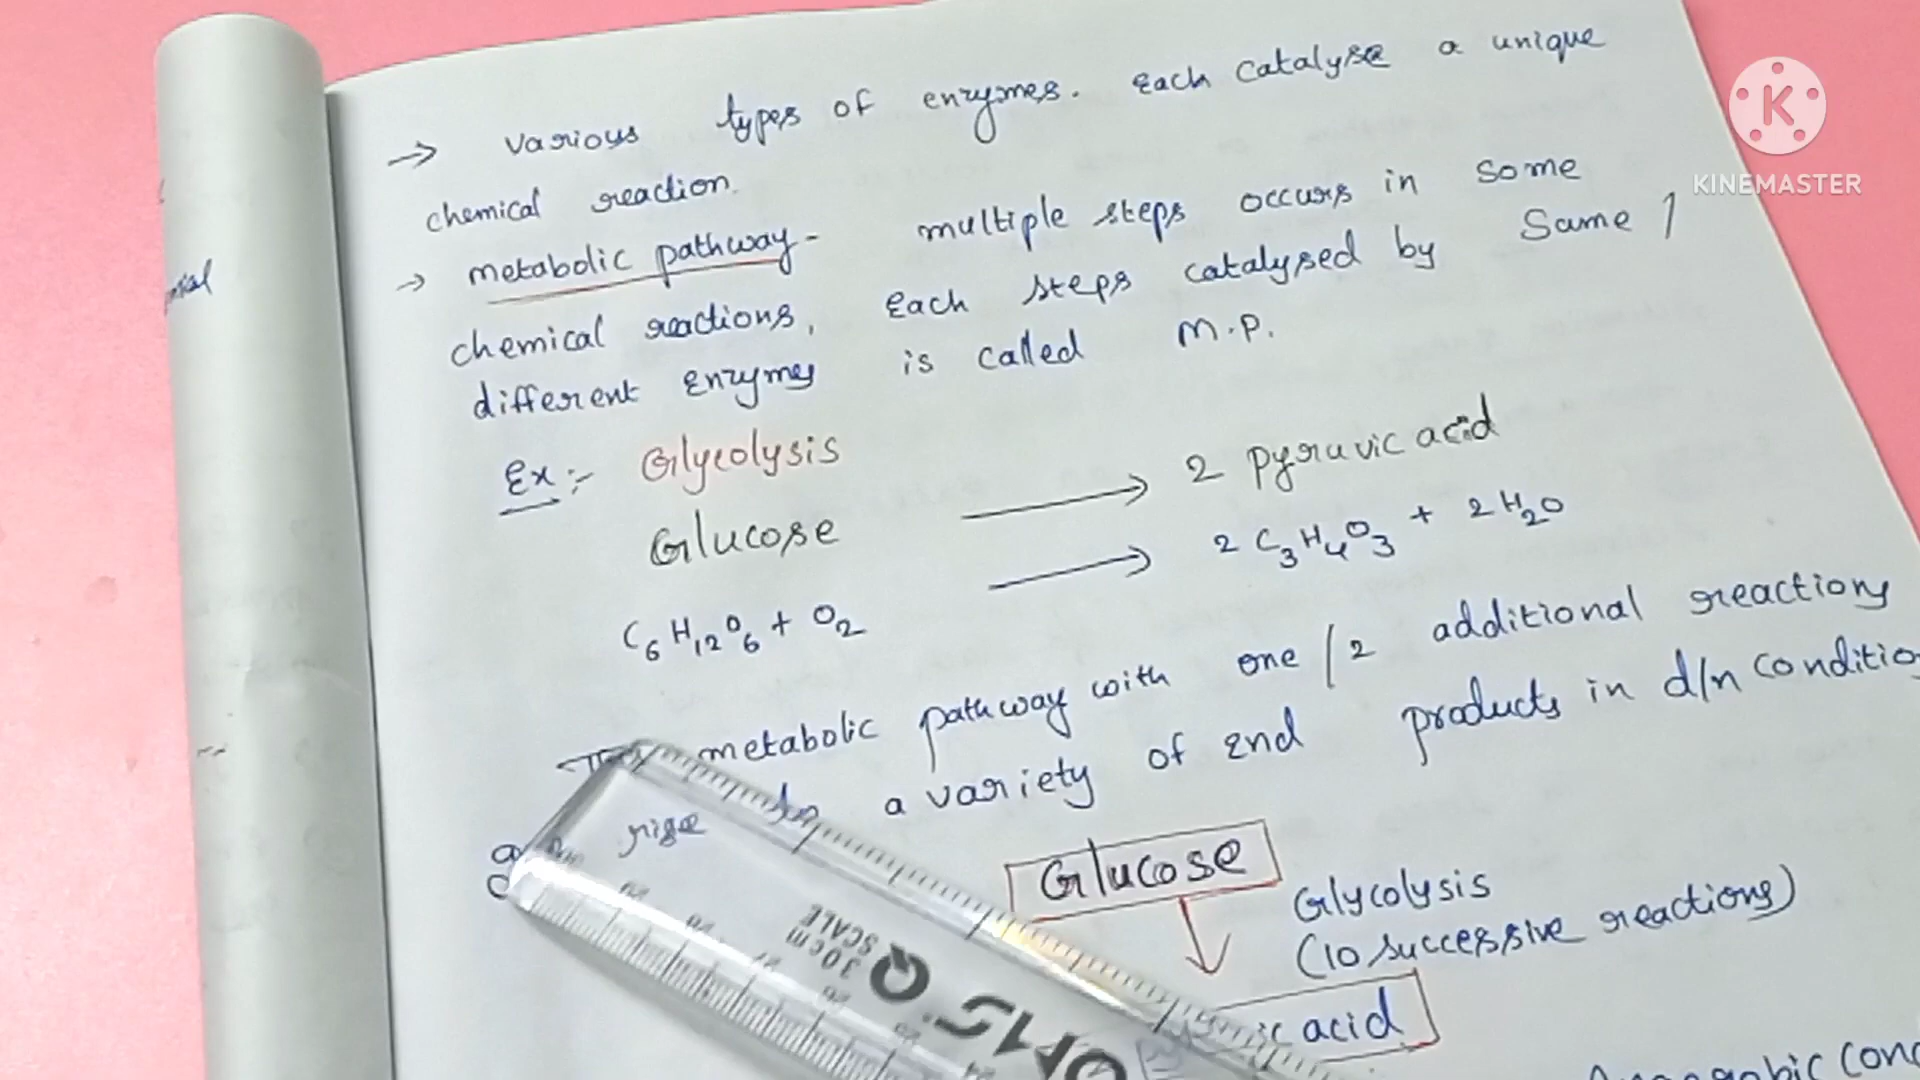 → various types of enzymes. Each catalyse a unique
chemical reaction.
→ metabolic pathway - multiple steps occurs in some
chemical reactions, Each steps catalysed by same /
different enzymes is called M.P.
Ex:- Glycolysis
Glucose → 2 pyruvic acid
C6H12O6 + O2 → 2 C3H4O3 + 2H2O
metabolic pathway with one / 2 additional reactions
rise a variety of end products in d/n conditio
Glucose
Glycolysis
(10 successive reactions)
acid
KINEMASTER
30cm
SCALE